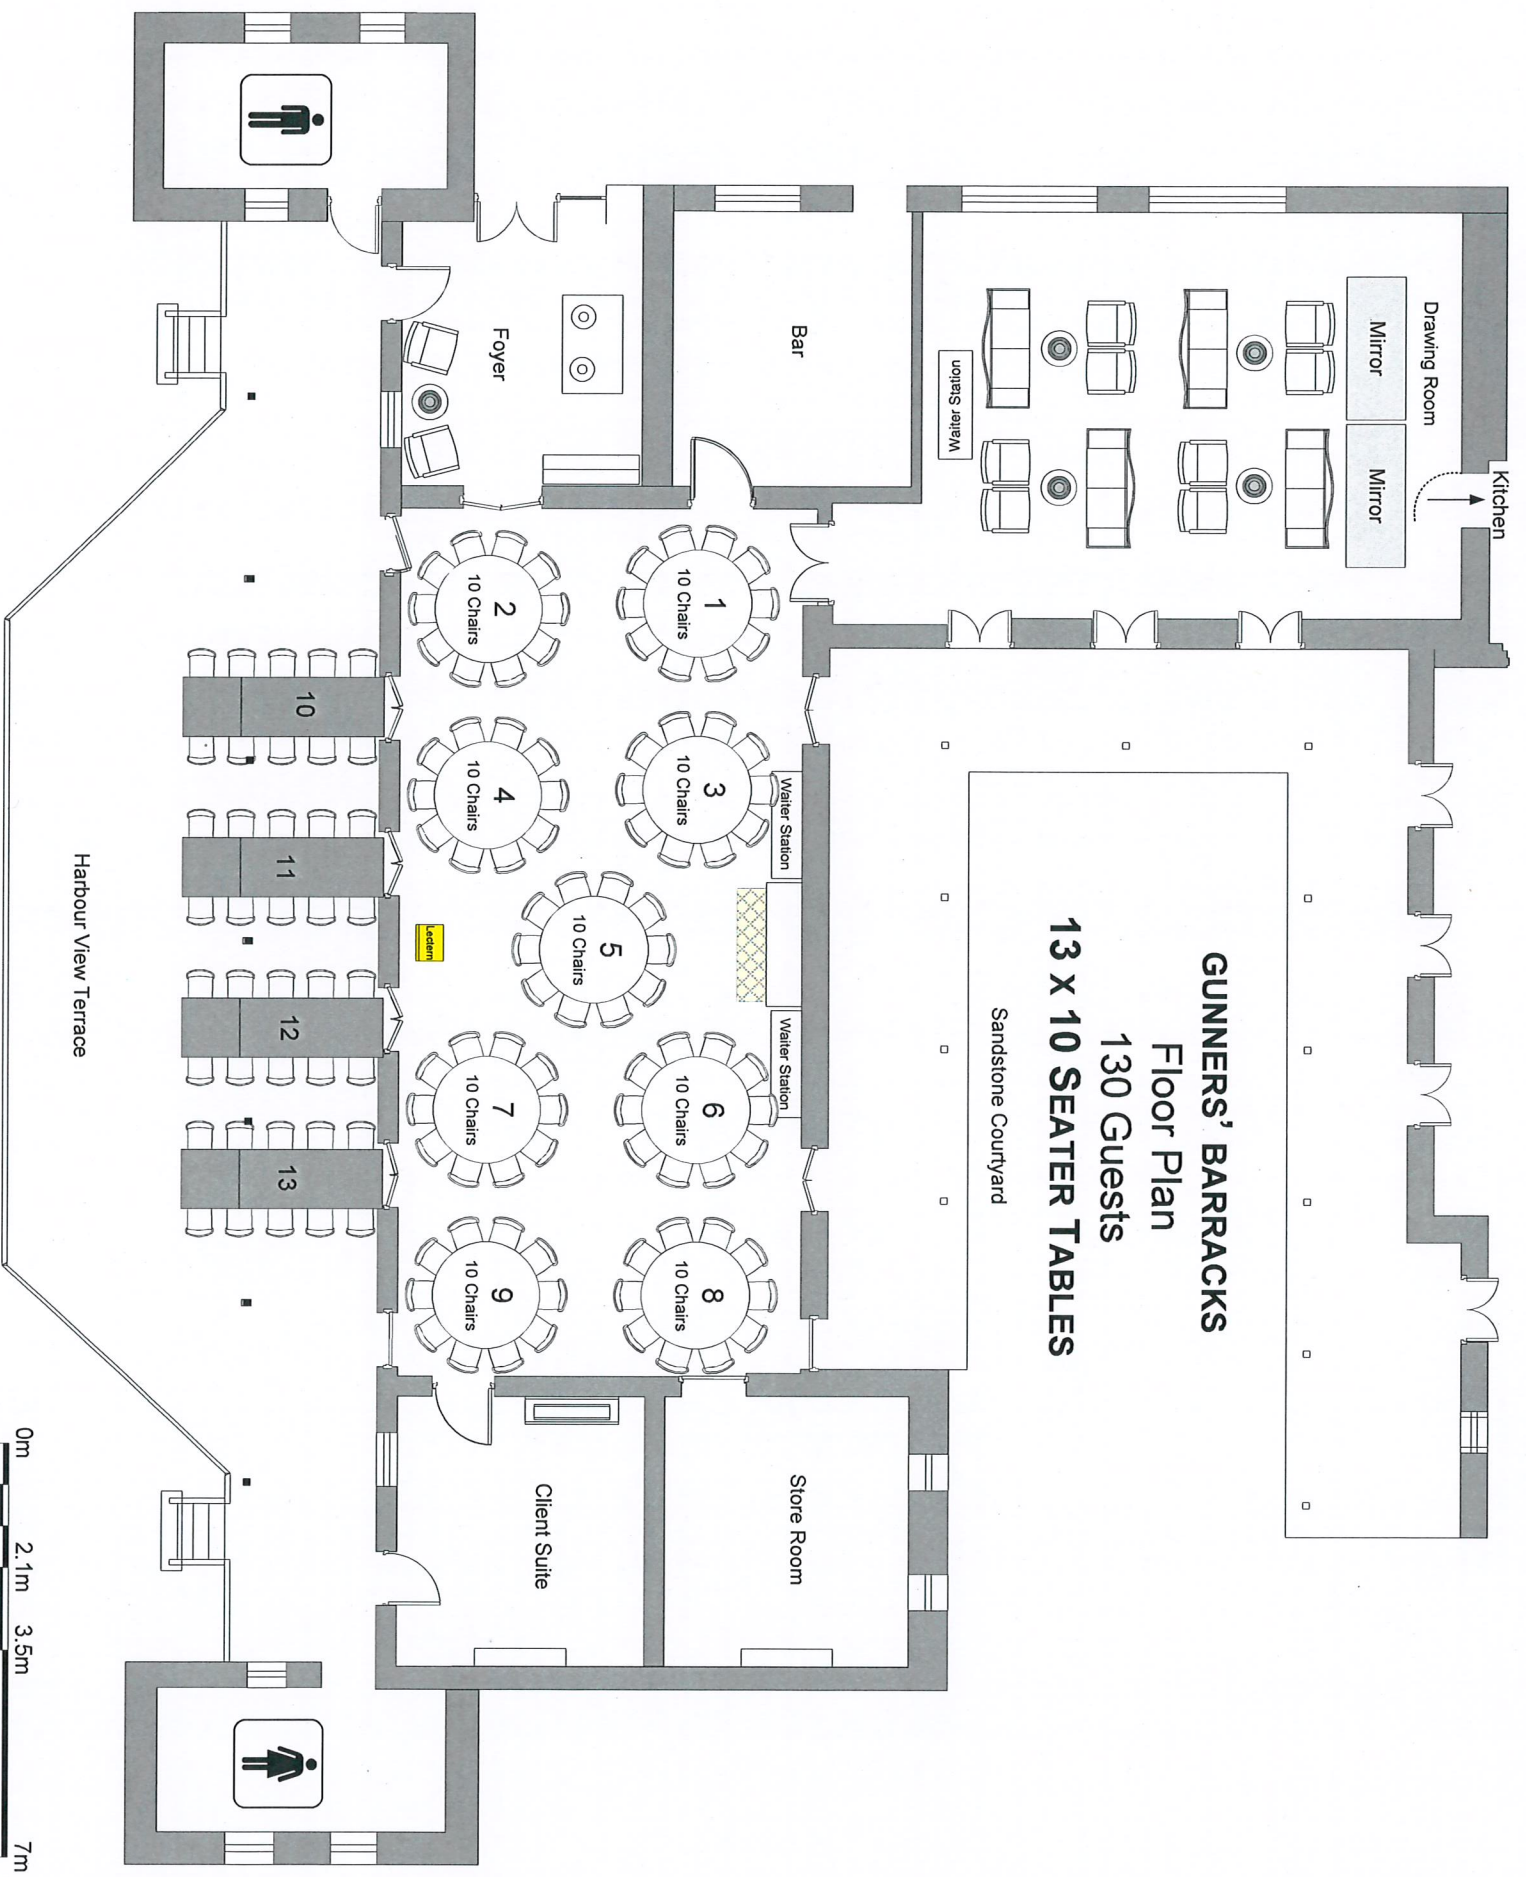 GUNNERS' BARRACKS
Floor Plan
130 Guests
13 X 10 SEATER TABLES
Sandstone Courtyard
Kitchen
Drawing Room
Mirror
Mirror
Waiter Station
Bar
Foyer
1
10 Chairs
2
10 Chairs
3
10 Chairs
4
10 Chairs
5
10 Chairs
6
10 Chairs
7
10 Chairs
8
10 Chairs
9
10 Chairs
Waiter Station
Waiter Station
Lectern
10
11
12
13
Store Room
Client Suite
Harbour View Terrace
0m 2.1m 3.5m 7m